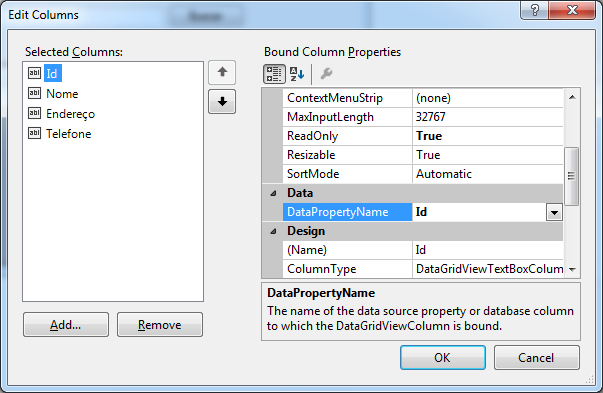 Edit Columns
Selected Columns:
Id
Nome
Endereço
Telefone
Add...
Remove
Bound Column Properties
ContextMenuStrip (none)
MaxInputLength 32767
ReadOnly True
Resizable True
SortMode Automatic
Data
DataPropertyName Id
Design
(Name) Id
ColumnType DataGridViewTextBoxColum
DataPropertyName
The name of the data source property or database column
to which the DataGridViewColumn is bound.
OK
Cancel